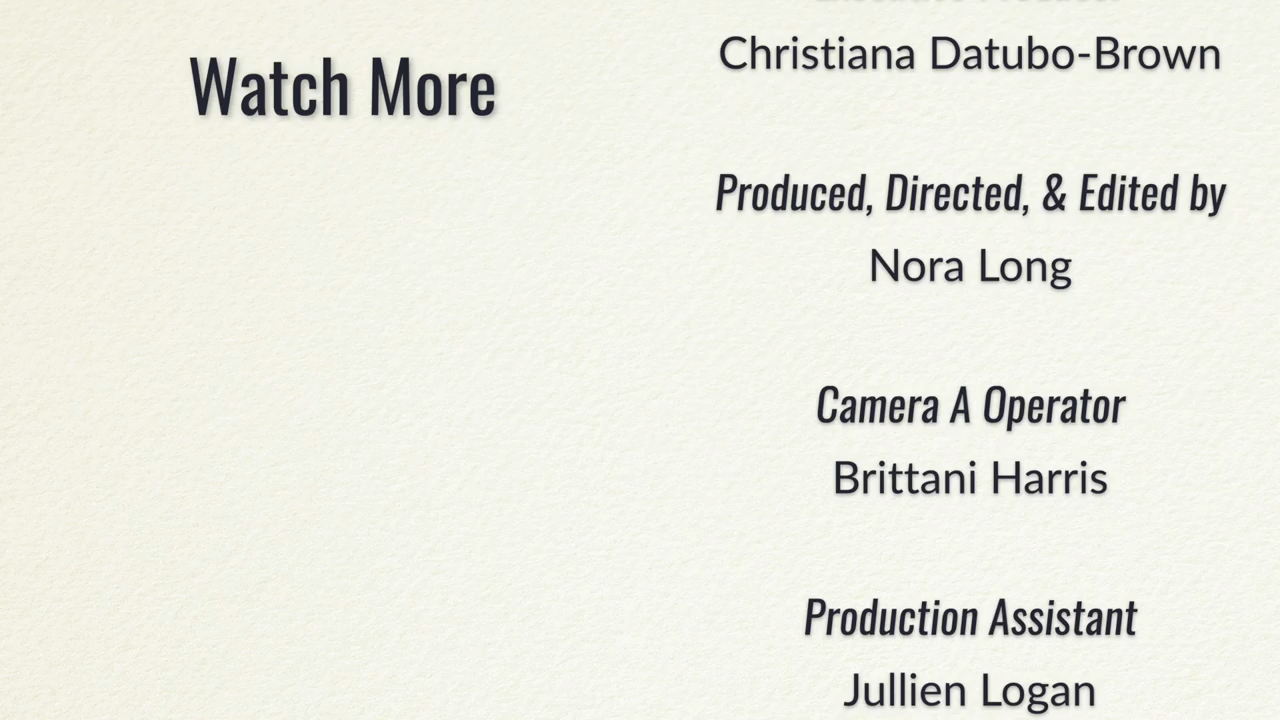 Watch More
Christiana Datubo-Brown
Produced, Directed, & Edited by
Nora Long
Camera A Operator
Brittani Harris
Production Assistant
Jullien Logan